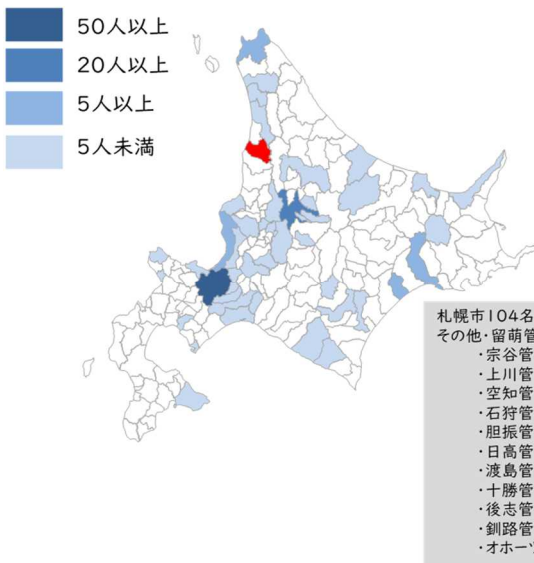 50人以上
20人以上
5人以上
5人未満
札幌市104名
その他・留萌管
・宗谷管
・上川管
・空知管
・石狩管
・胆振管
・日高管
・渡島管
・十勝管
・後志管
・釧路管
・オホーツ